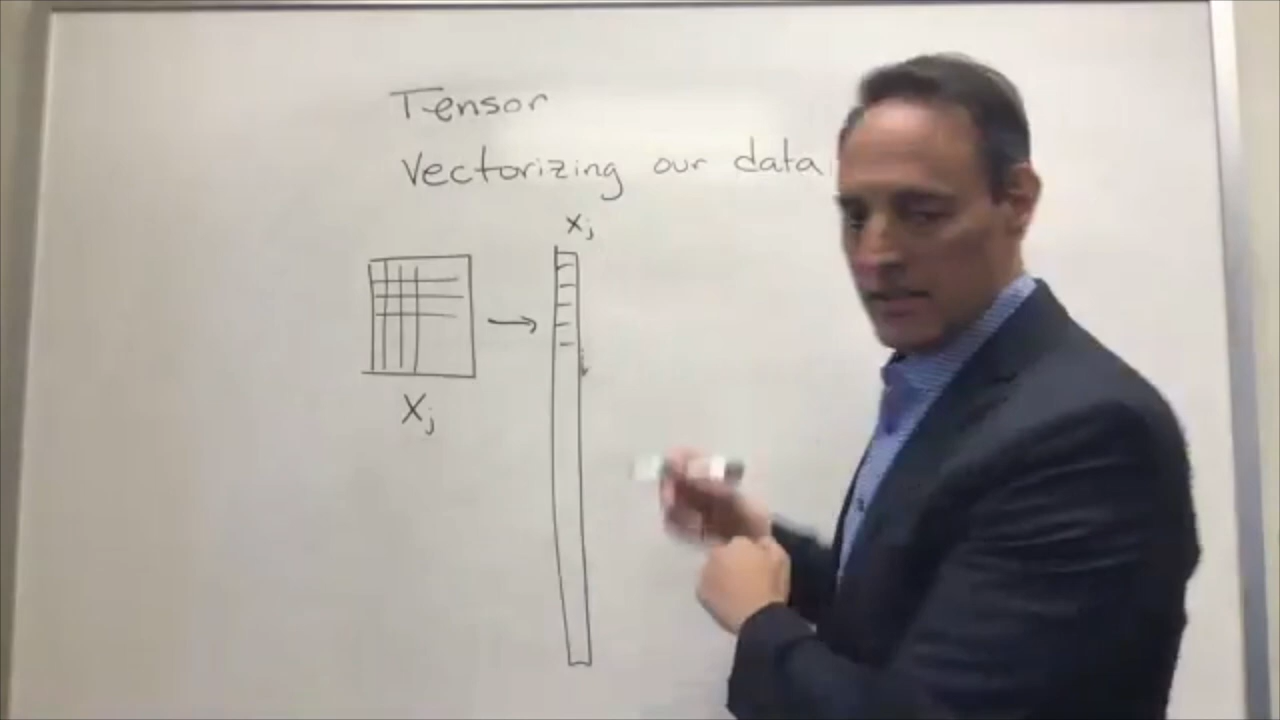 Tensor
Vectorizing our data
xj
→
Xj